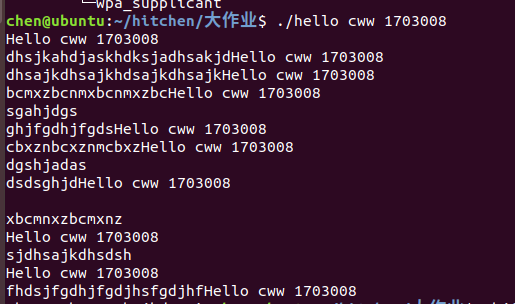 └─wpa_supplicant
chen@ubuntu:~/hitchen/大作业$ ./hello cww 1703008
Hello cww 1703008
dhsjkahdjaskhdksjadhsakjdHello cww 1703008
dhsajkdhsajkhdsajkdhsajkHello cww 1703008
bcmxzbcnmxbcnmxzbcHello cww 1703008
sgahjdgs
ghjfgdhjfgdsHello cww 1703008
cbxznbcxznmcbxzHello cww 1703008
dgshjadas
dsdsghjdHello cww 1703008
xbcmnxzbcmxnz
Hello cww 1703008
sjdhsajkdhsdsh
Hello cww 1703008
fhdsjfgdhjfgdjhsfgdjhfHello cww 1703008